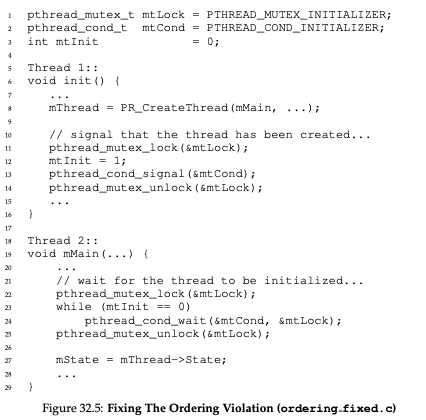 1 pthread_mutex_t mtLock = PTHREAD_MUTEX_INITIALIZER;
2 pthread_cond_t  mtCond = PTHREAD_COND_INITIALIZER;
3 int mtInit             = 0;
4
5 Thread 1::
6 void init() {
7    ...
8    mThread = PR_CreateThread(mMain, ...);
9
10    // signal that the thread has been created...
11    pthread_mutex_lock(&mtLock);
12    mtInit = 1;
13    pthread_cond_signal(&mtCond);
14    pthread_mutex_unlock(&mtLock);
15    ...
16 }
17
18 Thread 2::
19 void mMain(...) {
20     ...
21     // wait for the thread to be initialized...
22     pthread_mutex_lock(&mtLock);
23     while (mtInit == 0)
24         pthread_cond_wait(&mtCond, &mtLock);
25     pthread_mutex_unlock(&mtLock);
26
27     mState = mThread->State;
28     ...
29 }
Figure 32.5: Fixing The Ordering Violation (ordering_fixed.c)